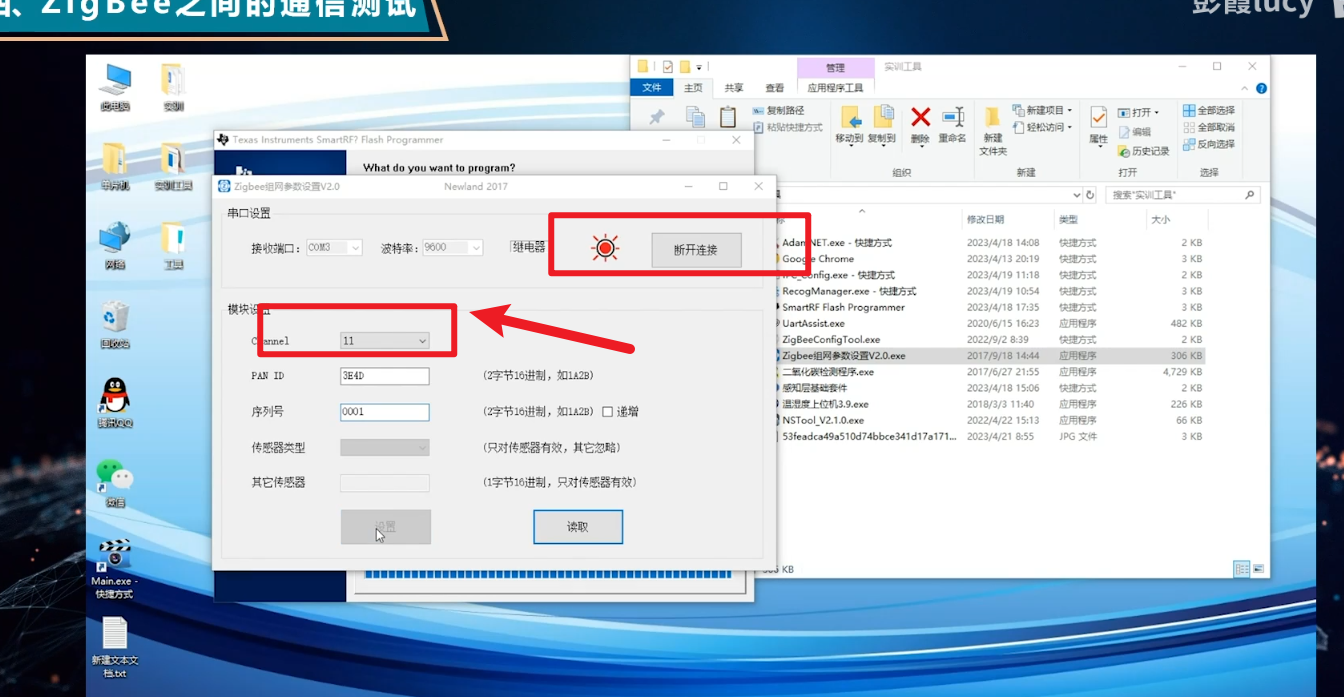 四、ZigBee之间的通信测试
彭霞lucy
此电脑
实训
单片机
实训工具
网络
工具
回收站
腾讯QQ
微信
Main.exe - 快捷方式
新建文本文档.txt
管理
实训工具
文件
主页
共享
查看
应用程序工具
复制路径
粘贴快捷方式
移动到
复制到
删除
重命名
新建文件夹
新建项目
轻松访问
属性
打开
编辑
历史记录
全部选择
全部取消
反向选择
组织
新建
打开
选择
搜索"实训工具"
修改日期
类型
大小
NET.exe - 快捷方式 2023/4/18 14:08 快捷方式 2 KB
Chrome 2023/4/13 20:19 快捷方式 3 KB
onfig.exe - 快捷方式 2023/4/19 11:18 快捷方式 2 KB
RecogManager.exe - 快捷方式 2023/4/19 10:54 快捷方式 3 KB
SmartRF Flash Programmer 2023/4/18 17:35 快捷方式 3 KB
UartAssist.exe 2020/6/15 16:23 应用程序 482 KB
ZigBeeConfigTool.exe 2022/9/2 8:39 快捷方式 2 KB
Zigbee组网参数设置V2.0.exe 2017/9/18 14:44 应用程序 306 KB
二氧化碳检测程序.exe 2017/6/27 21:55 应用程序 4,729 KB
感知层基础套件 2023/4/18 15:06 快捷方式 2 KB
温湿度上位机3.9.exe 2018/3/3 11:40 应用程序 226 KB
NSTool_V2.1.0.exe 2022/4/22 15:13 应用程序 66 KB
53feadca49a510d74bbce341d17a171... 2023/4/21 8:55 JPG 文件 3 KB
KB
Texas Instruments SmartRF? Flash Programmer
What do you want to program?
Zigbee组网参数设置V2.0
Newland 2017
串口设置
接收端口: COM3
波特率: 9600
继电器
断开连接
模块设置
Channel 11
PAN ID 3E4D (2字节16进制，如1A2B)
序列号 0001 (2字节16进制，如1A2B) 递增
传感器类型 (只对传感器有效，其它忽略)
其它传感器 (1字节16进制，只对传感器有效)
设置
读取